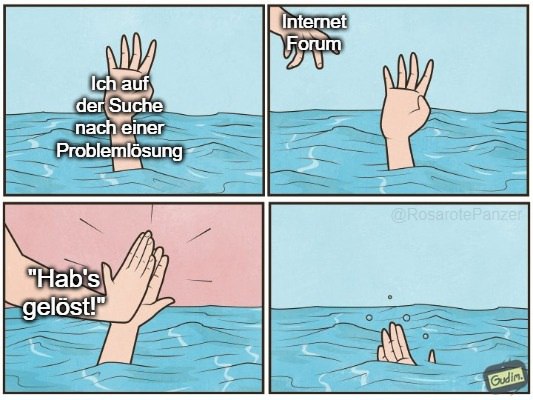 Ich auf
der Suche
nach einer
Problemlösung
Internet
Forum
"Hab's
gelöst!"
@RosarotePanzer
Gudim.